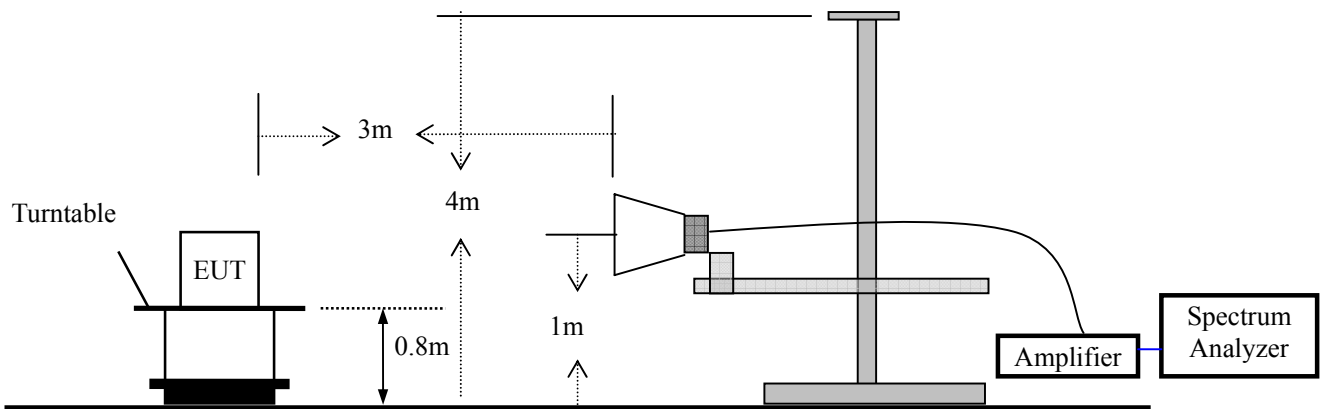 3m
4m
Turntable
EUT
0.8m
1m
Amplifier
Spectrum
Analyzer